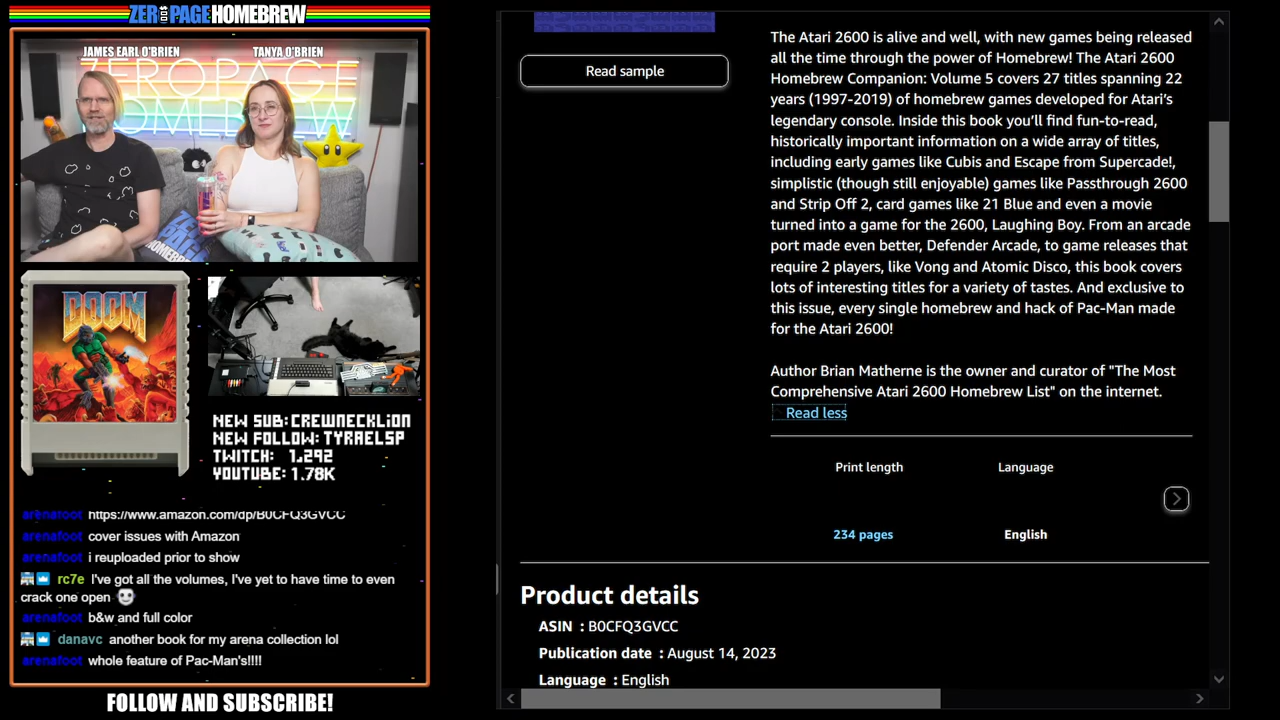 ZEROPAGE HOMEBREW
JAMES EARL O'BRIEN
TANYA O'BRIEN
ZEROPAGE
HOMEBREW
DOOM
NEW SUB: CREWNECKLION
NEW FOLLOW: TYRAELSP
TWITCH: 1,292
YOUTUBE: 1.78K
arenafoot https://www.amazon.com/dp/B0CFQ3GVCC
arenafoot cover issues with Amazon
arenafoot i reuploaded prior to show
rc7e I've got all the volumes, I've yet to have time to even
crack one open
arenafoot b&w and full color
danavc another book for my arena collection lol
arenafoot whole feature of Pac-Man's!!!!
FOLLOW AND SUBSCRIBE!
Read sample
The Atari 2600 is alive and well, with new games being released
all the time through the power of Homebrew! The Atari 2600
Homebrew Companion: Volume 5 covers 27 titles spanning 22
years (1997-2019) of homebrew games developed for Atari's
legendary console. Inside this book you'll find fun-to-read,
historically important information on a wide array of titles,
including early games like Cubis and Escape from Supercade!,
simplistic (though still enjoyable) games like Passthrough 2600
and Strip Off 2, card games like 21 Blue and even a movie
turned into a game for the 2600, Laughing Boy. From an arcade
port made even better, Defender Arcade, to game releases that
require 2 players, like Vong and Atomic Disco, this book covers
lots of interesting titles for a variety of tastes. And exclusive to
this issue, every single homebrew and hack of Pac-Man made
for the Atari 2600!
Author Brian Matherne is the owner and curator of "The Most
Comprehensive Atari 2600 Homebrew List" on the internet.
Read less
Print length
Language
234 pages
English
Product details
ASIN : B0CFQ3GVCC
Publication date : August 14, 2023
Language : English